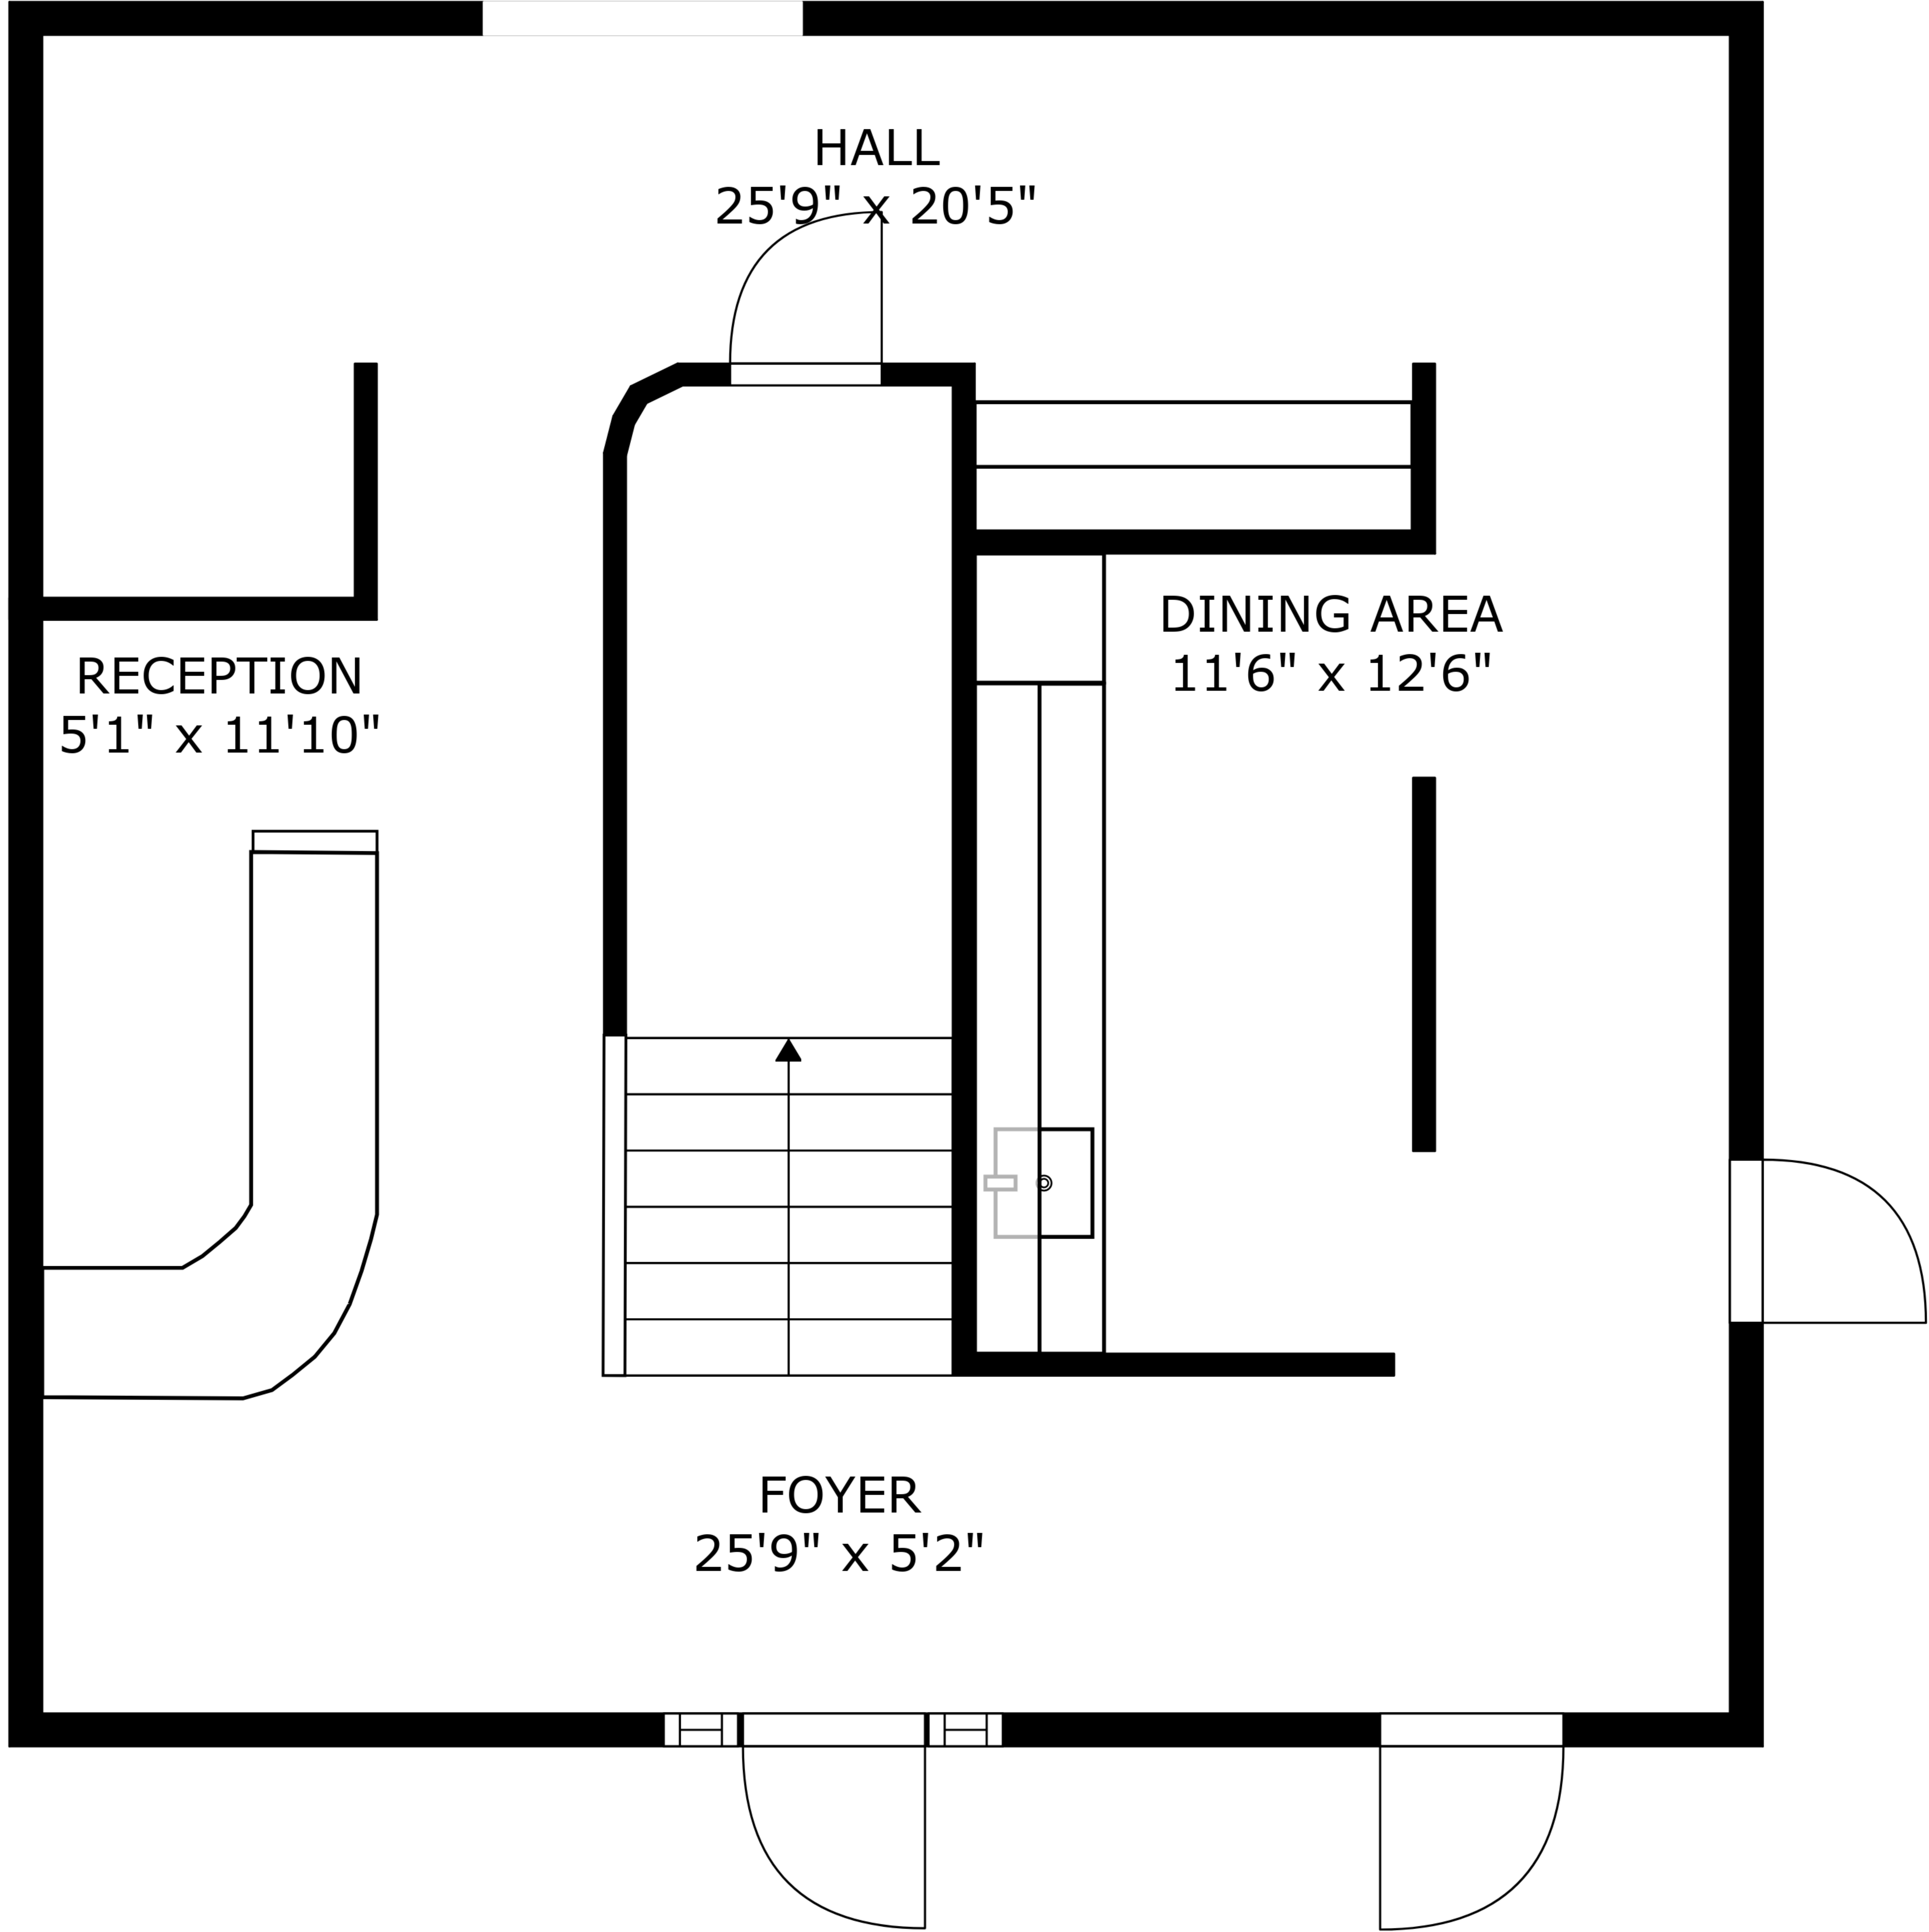 HALL
25'9" x 20'5"
DINING AREA
11'6" x 12'6"
RECEPTION
5'1" x 11'10"
FOYER
25'9" x 5'2"